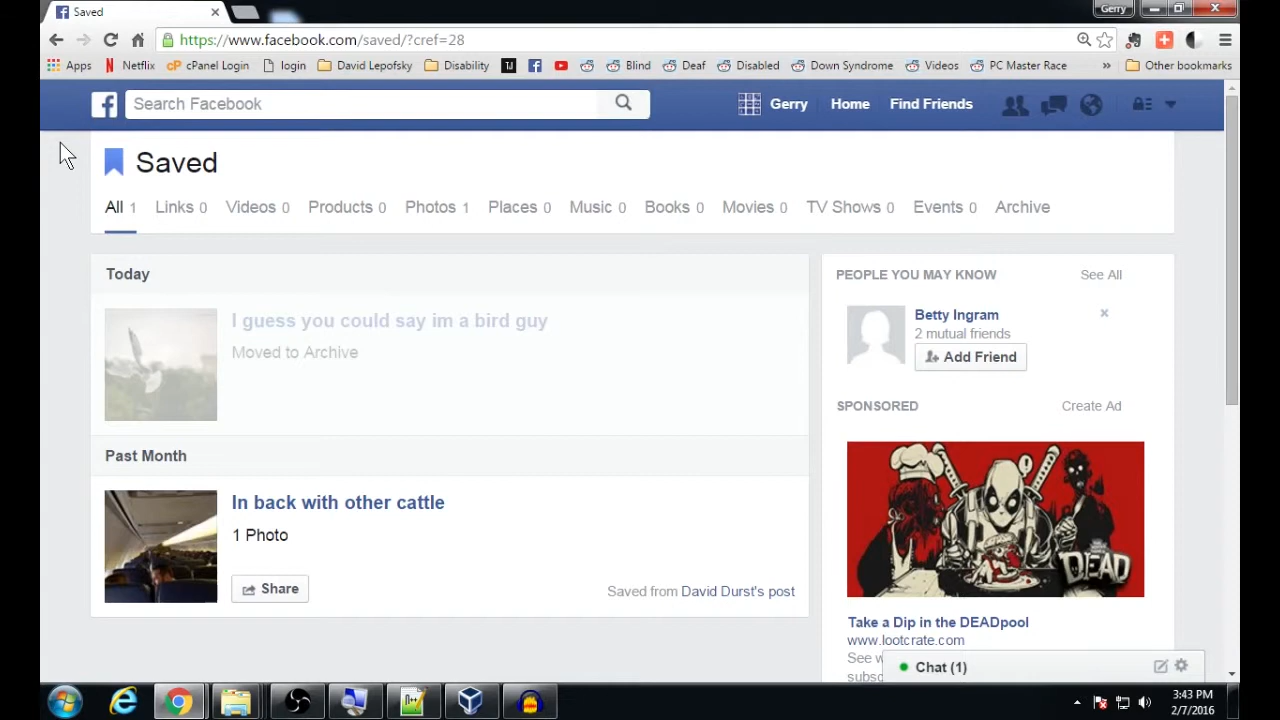 Saved
Gerry
https://www.facebook.com/saved/?cref=28
Apps Netflix cPanel Login login David Lepofsky Disability Blind Deaf Disabled Down Syndrome Videos PC Master Race » Other bookmarks
Search Facebook
Gerry Home Find Friends
Saved
All 1 Links 0 Videos 0 Products 0 Photos 1 Places 0 Music 0 Books 0 Movies 0 TV Shows 0 Events 0 Archive
Today
I guess you could say im a bird guy
Moved to Archive
Past Month
In back with other cattle
1 Photo
Share
Saved from David Durst's post
PEOPLE YOU MAY KNOW See All
Betty Ingram
2 mutual friends
Add Friend
SPONSORED Create Ad
DEAD
Take a Dip in the DEADpool
www.lootcrate.com
See
subsc
Chat (1)
3:43 PM
2/7/2016